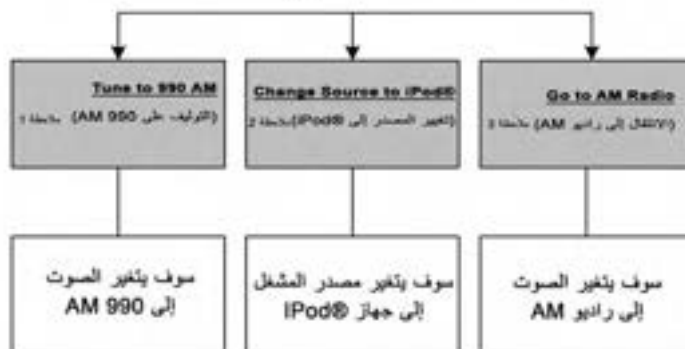 Tune to 990 AM
(التوليف على 990 AM) ملاحظة 1
Change Source to iPod®
(تغيير المصدر إلى iPod®) ملاحظة 2
Go to AM Radio
(الانتقال إلى راديو AM) ملاحظة 3
سوف يتغير الصوت
إلى 990 AM
سوف يتغير مصدر المشغل
إلى جهاز IPod®
سوف يتغير الصوت
إلى راديو AM